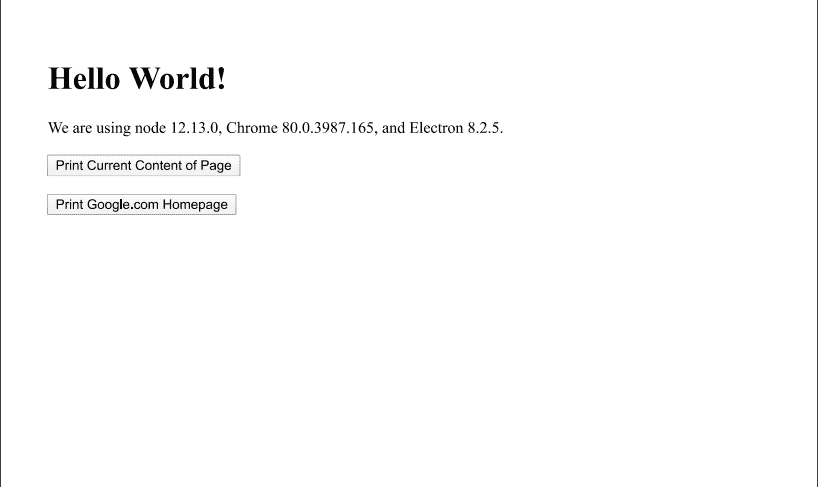 Hello World!
We are using node 12.13.0, Chrome 80.0.3987.165, and Electron 8.2.5.
Print Current Content of Page
Print Google.com Homepage